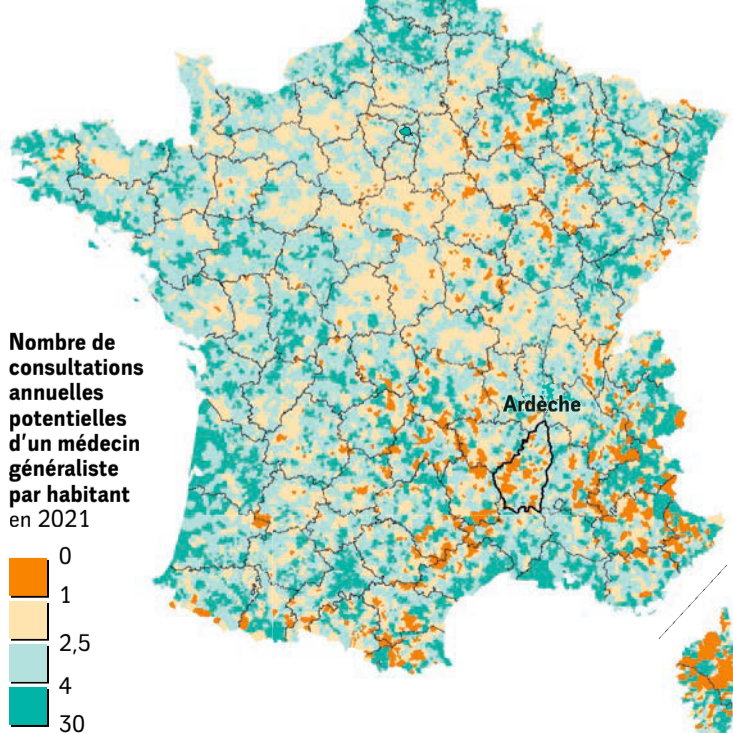 Nombre de
consultations
annuelles
potentielles
d'un médecin
généraliste
par habitant
en 2021
0
1
2,5
4
30
Ardèche